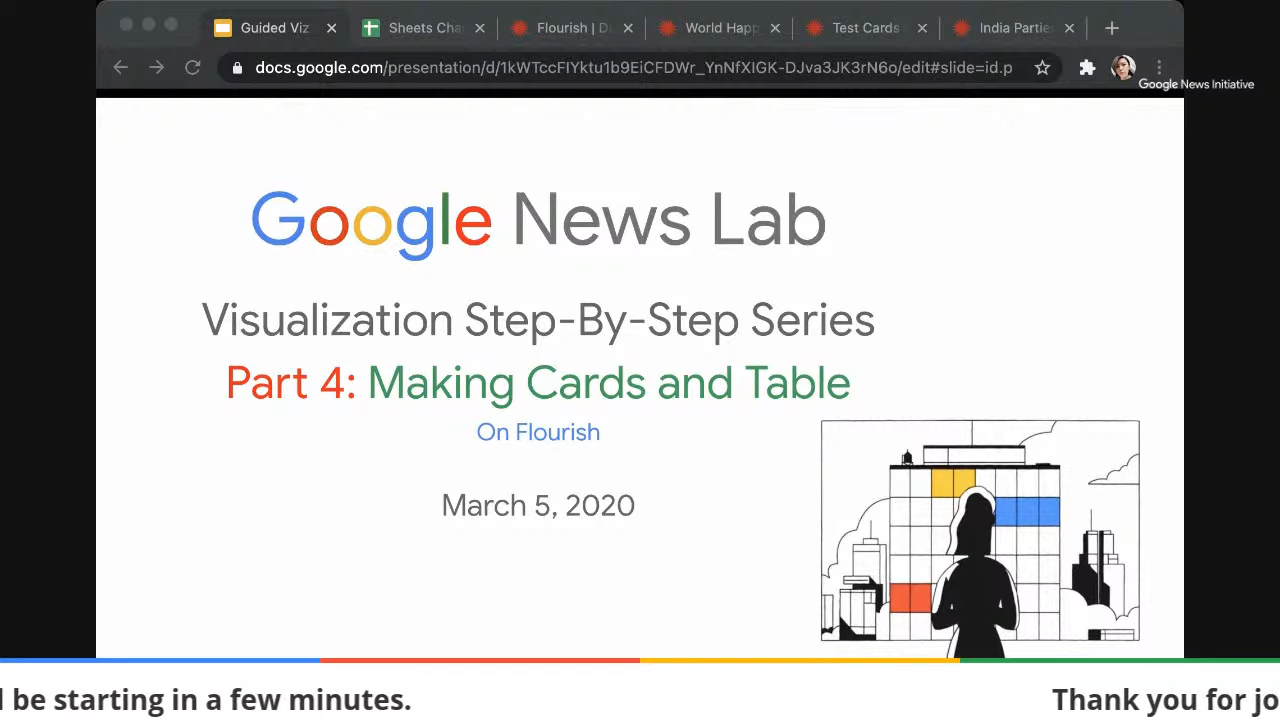 Guided Viz
Sheets Cha
Flourish | D
World Happ
Test Cards
India Partie
docs.google.com/presentation/d/1kWTccFIYktu1b9EiCFDWr_YnNfXIGK-DJva3JK3rN6o/edit#slide=id.p
Google News Initiative
Google News Lab
Visualization Step-By-Step Series
Part 4: Making Cards and Table
On Flourish
March 5, 2020
l be starting in a few minutes.
Thank you for jo